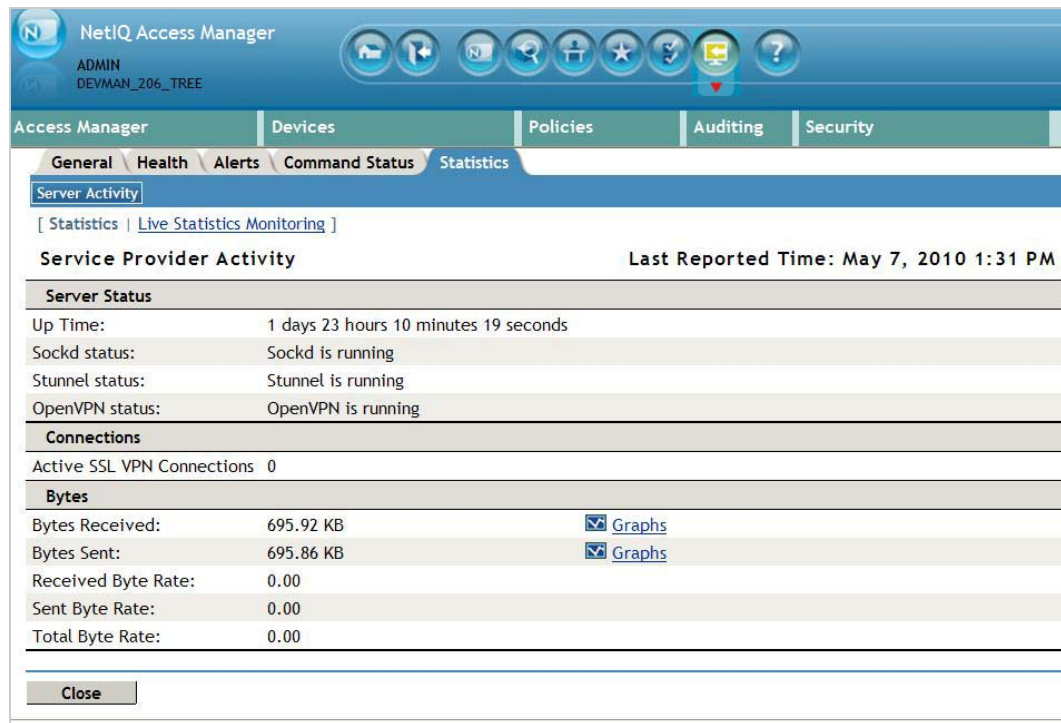 NetIQ Access Manager
ADMIN
DEVMAN_206_TREE
Access Manager Devices Policies Auditing Security
General Health Alerts Command Status Statistics
Server Activity
[ Statistics | Live Statistics Monitoring ]
Service Provider Activity Last Reported Time: May 7, 2010 1:31 PM
Server Status
Up Time: 1 days 23 hours 10 minutes 19 seconds
Sockd status: Sockd is running
Stunnel status: Stunnel is running
OpenVPN status: OpenVPN is running
Connections
Active SSL VPN Connections 0
Bytes
Bytes Received: 695.92 KB Graphs
Bytes Sent: 695.86 KB Graphs
Received Byte Rate: 0.00
Sent Byte Rate: 0.00
Total Byte Rate: 0.00
Close